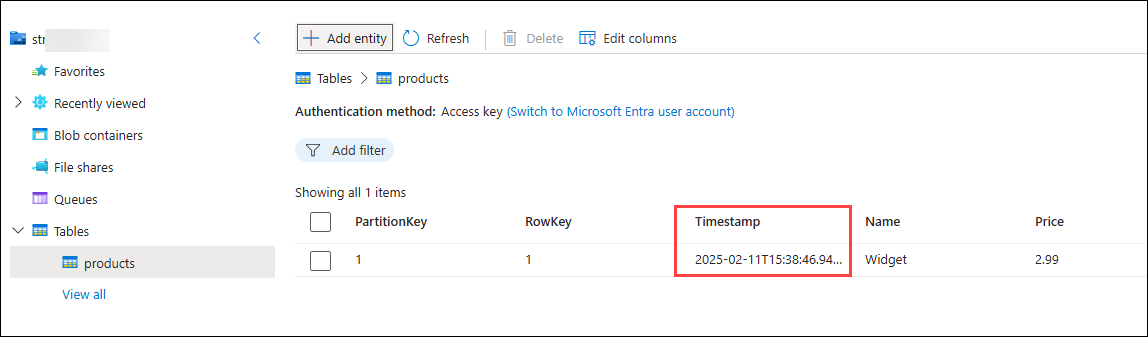 str
Favorites
Recently viewed
Blob containers
File shares
Queues
Tables
products
View all
Add entity Refresh Delete Edit columns
Tables products
Authentication method: Access key (Switch to Microsoft Entra user account)
Add filter
Showing all 1 items
PartitionKey RowKey Timestamp Name Price
1 1 2025-02-11T15:38:46.94... Widget 2.99